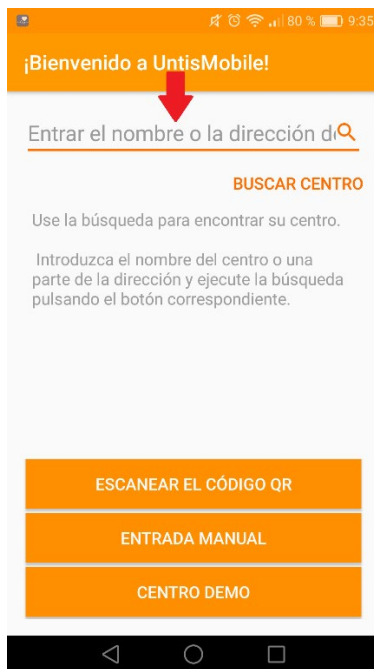 80 % 9:35
¡Bienvenido a UntisMobile!
Entrar el nombre o la dirección d
BUSCAR CENTRO
Use la búsqueda para encontrar su centro.
Introduzca el nombre del centro o una
parte de la dirección y ejecute la búsqueda
pulsando el botón correspondiente.
ESCANEAR EL CÓDIGO QR
ENTRADA MANUAL
CENTRO DEMO